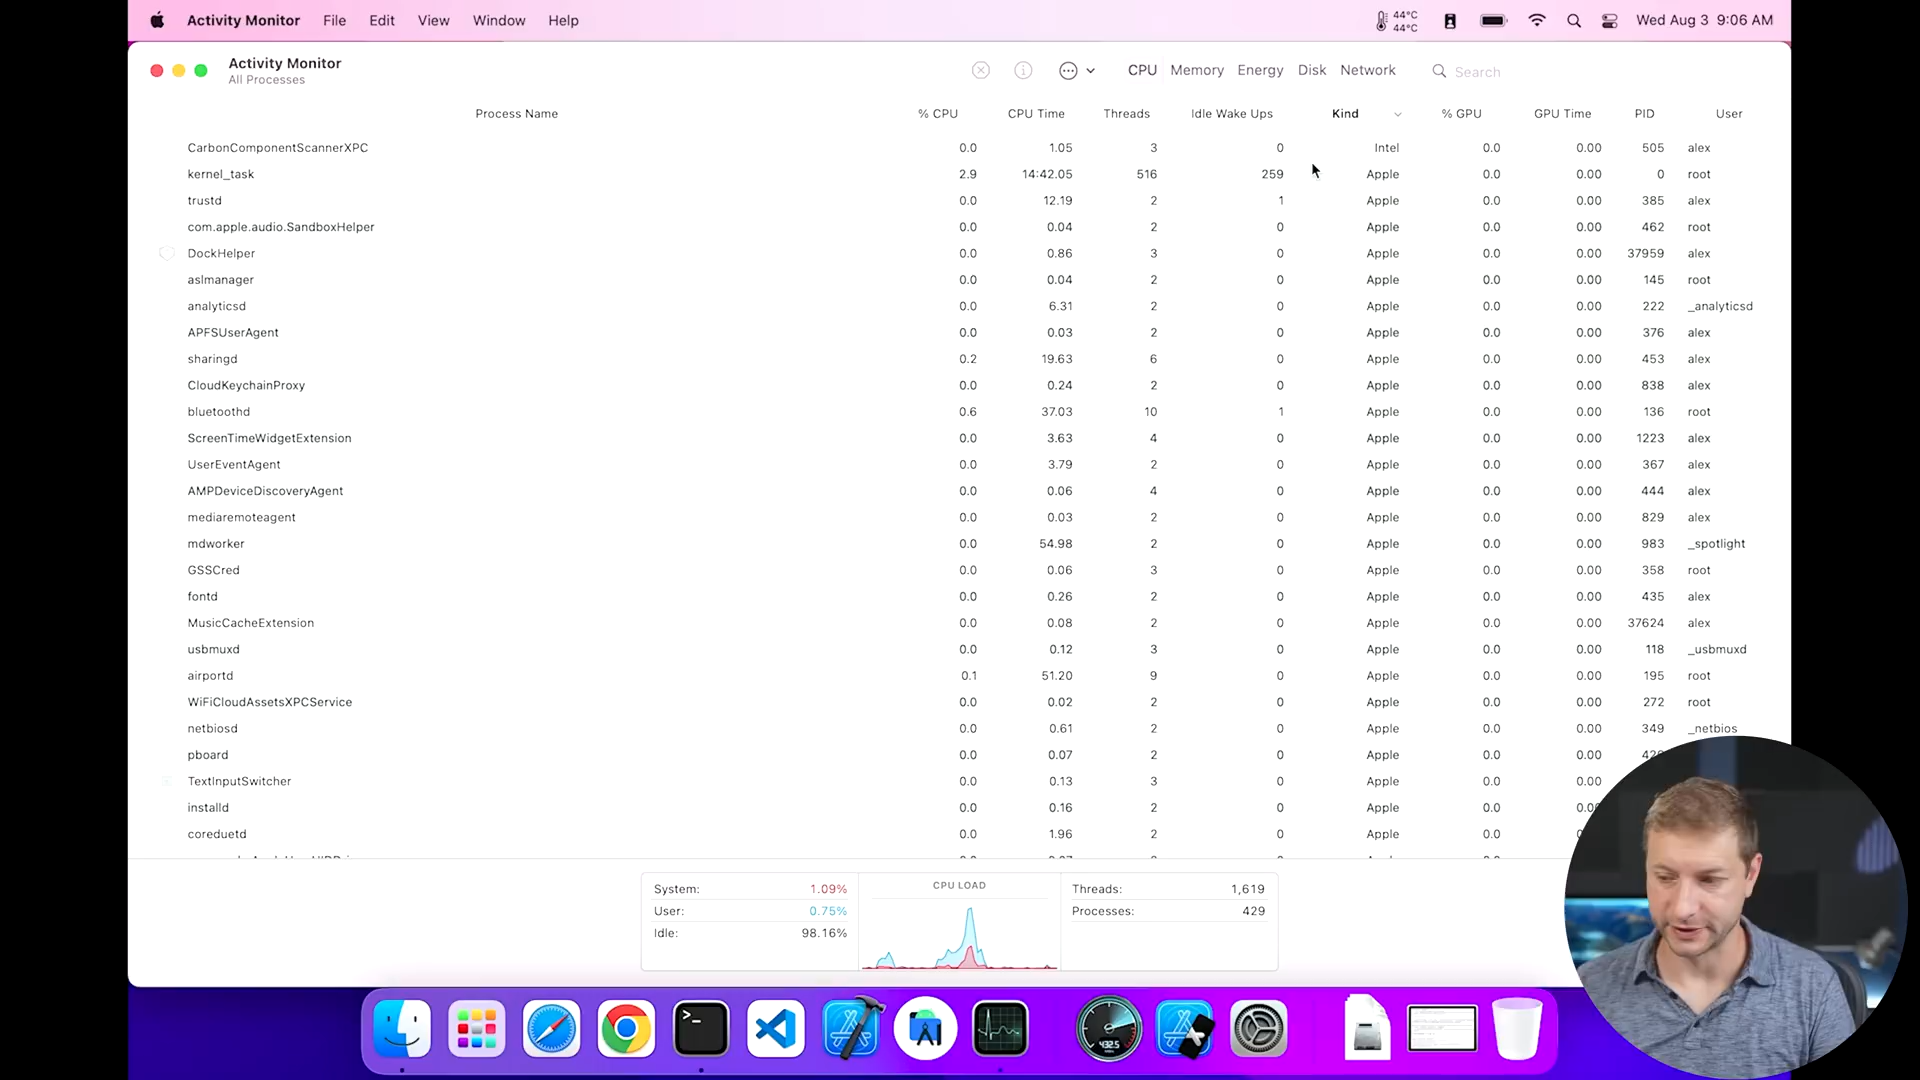 Activity Monitor File Edit View Window Help 44°C 44°C Wed Aug 3 9:06 AM
Activity Monitor
All Processes
CPU Memory Energy Disk Network Search
Process Name % CPU CPU Time Threads Idle Wake Ups Kind % GPU GPU Time PID User
CarbonComponentScannerXPC 0.0 1.05 3 0 Intel 0.0 0.00 505 alex
kernel_task 2.9 14:42.05 516 259 Apple 0.0 0.00 0 root
trustd 0.0 12.19 2 1 Apple 0.0 0.00 385 alex
com.apple.audio.SandboxHelper 0.0 0.04 2 0 Apple 0.0 0.00 462 root
DockHelper 0.0 0.86 3 0 Apple 0.0 0.00 37959 alex
aslmanager 0.0 0.04 2 0 Apple 0.0 0.00 145 root
analyticsd 0.0 6.31 2 0 Apple 0.0 0.00 222 _analyticsd
APFSUserAgent 0.0 0.03 2 0 Apple 0.0 0.00 376 alex
sharingd 0.2 19.63 6 0 Apple 0.0 0.00 453 alex
CloudKeychainProxy 0.0 0.24 2 0 Apple 0.0 0.00 838 alex
bluetoothd 0.6 37.03 10 1 Apple 0.0 0.00 136 root
ScreenTimeWidgetExtension 0.0 3.63 4 0 Apple 0.0 0.00 1223 alex
UserEventAgent 0.0 3.79 2 0 Apple 0.0 0.00 367 alex
AMPDeviceDiscoveryAgent 0.0 0.06 4 0 Apple 0.0 0.00 444 alex
mediaremoteagent 0.0 0.03 2 0 Apple 0.0 0.00 829 alex
mdworker 0.0 54.98 2 0 Apple 0.0 0.00 983 _spotlight
GSSCred 0.0 0.06 3 0 Apple 0.0 0.00 358 root
fontd 0.0 0.26 2 0 Apple 0.0 0.00 435 alex
MusicCacheExtension 0.0 0.08 2 0 Apple 0.0 0.00 37624 alex
usbmuxd 0.0 0.12 3 0 Apple 0.0 0.00 118 _usbmuxd
airportd 0.1 51.20 9 0 Apple 0.0 0.00 195 root
WiFiCloudAssetsXPCService 0.0 0.02 2 0 Apple 0.0 0.00 272 root
netbiosd 0.0 0.61 2 0 Apple 0.0 0.00 349 _netbios
pboard 0.0 0.07 2 0 Apple 0.0 0.00
TextInputSwitcher 0.0 0.13 3 0 Apple 0.0 0.00
installd 0.0 0.16 2 0 Apple 0.0
coreduetd 0.0 1.96 2 0 Apple 0.0
System: 1.09% CPU LOAD Threads: 1,619
User: 0.75% Processes: 429
Idle: 98.16%